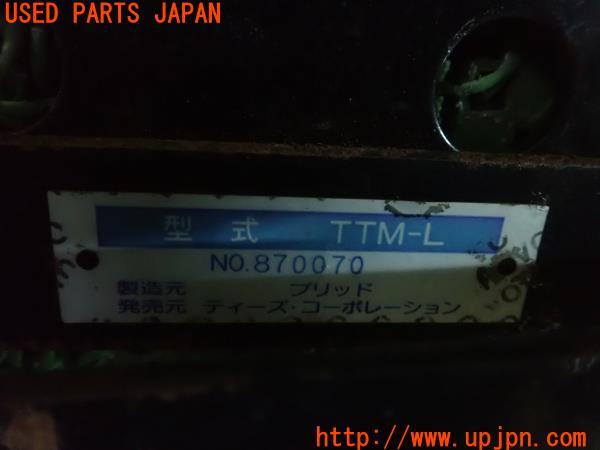 USED PARTS JAPAN
型式 TTM-L
NO.870070
製造元 ブリッド
発売元 ティーズ・コーポレーション
http://www.upjpn.com/